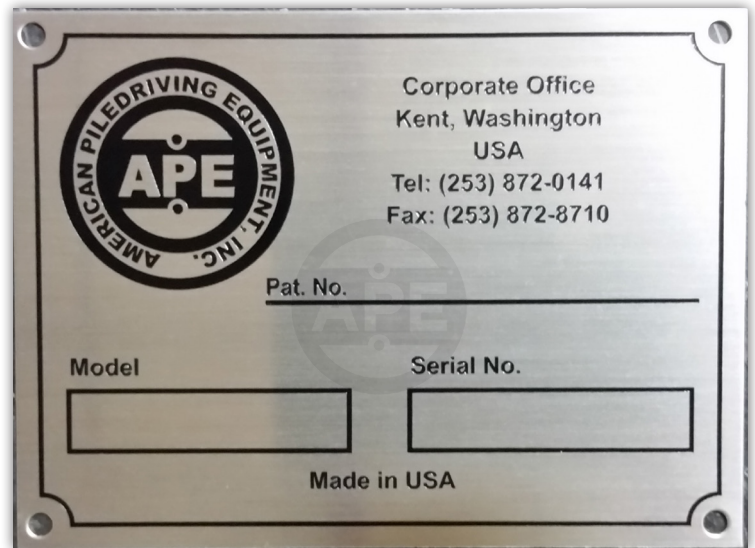 AMERICAN PILEDRIVING EQUIPMENT, INC.
APE
Corporate Office
Kent, Washington
USA
Tel: (253) 872-0141
Fax: (253) 872-8710
Pat. No.
APE
Model
Serial No.
Made in USA